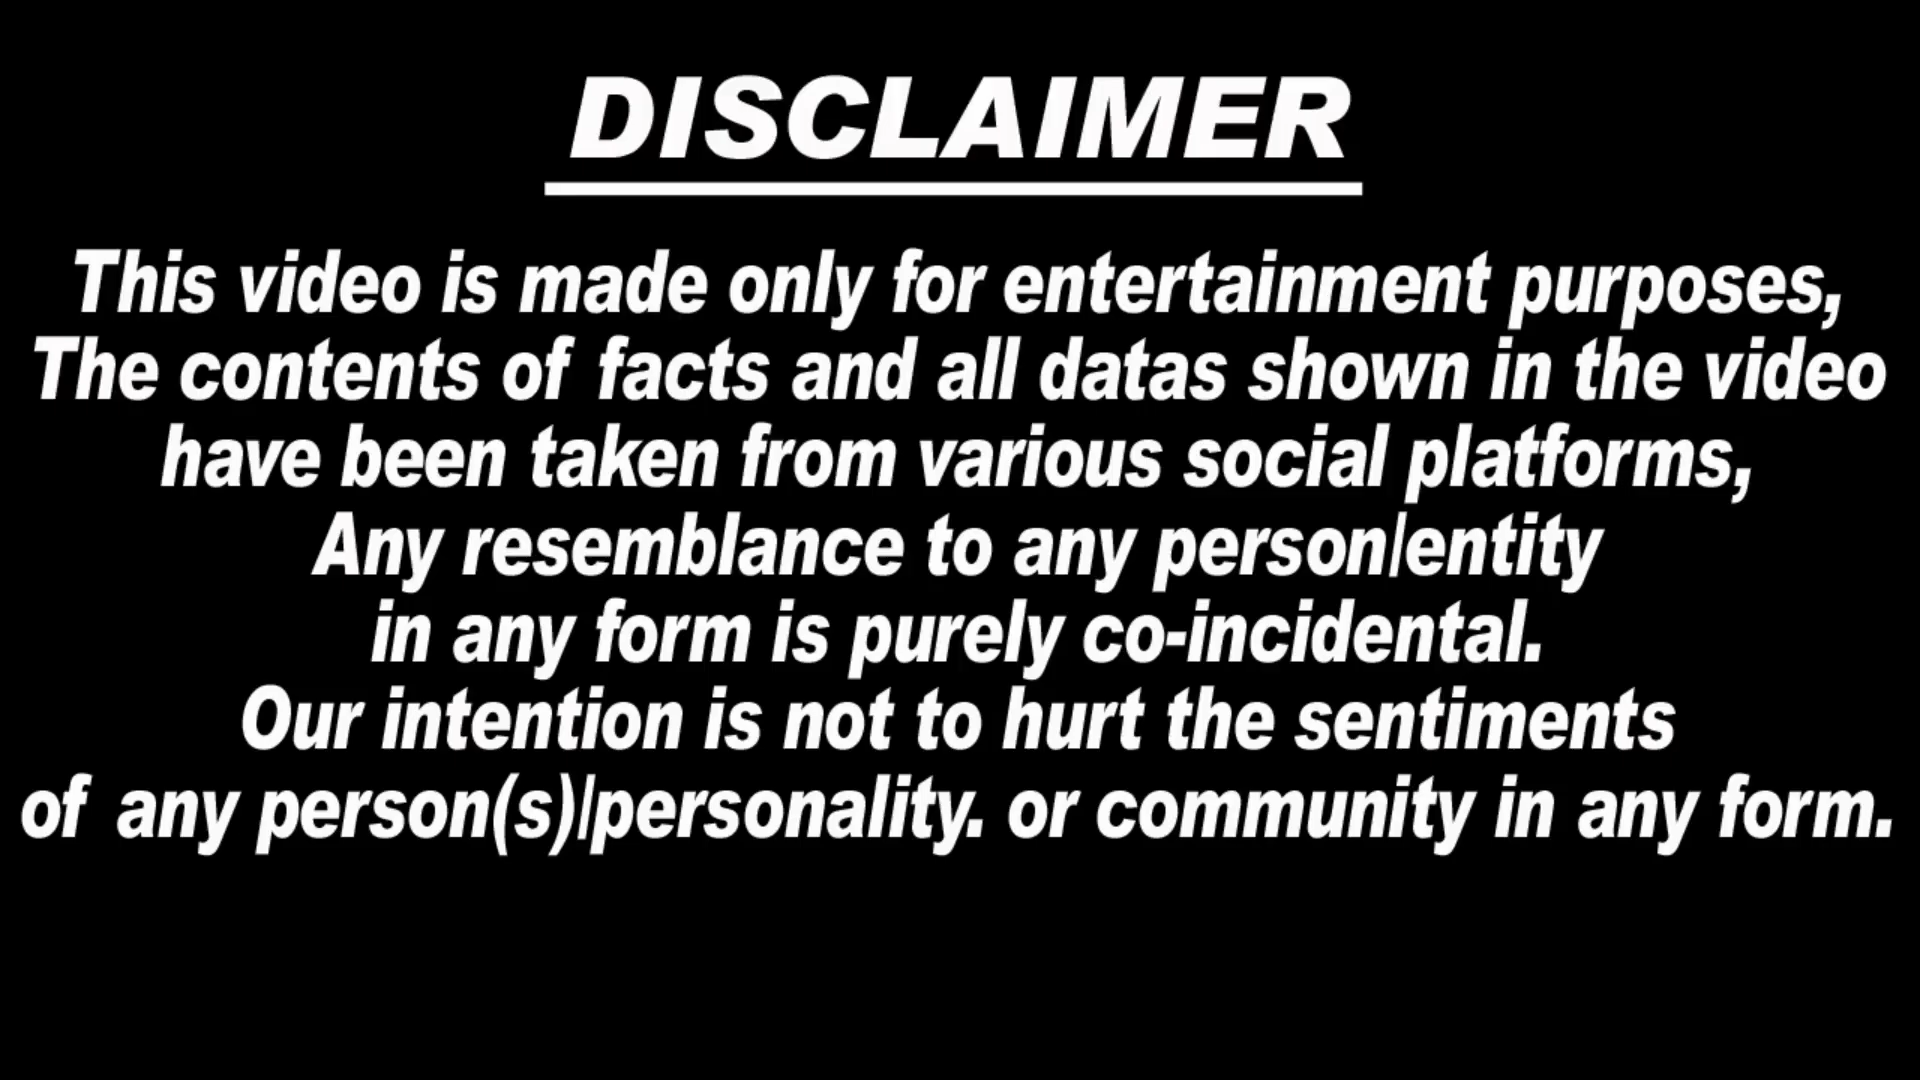 DISCLAIMER
This video is made only for entertainment purposes,
The contents of facts and all datas shown in the video
have been taken from various social platforms,
Any resemblance to any person|entity
in any form is purely co-incidental.
Our intention is not to hurt the sentiments
of any person(s)|personality. or community in any form.